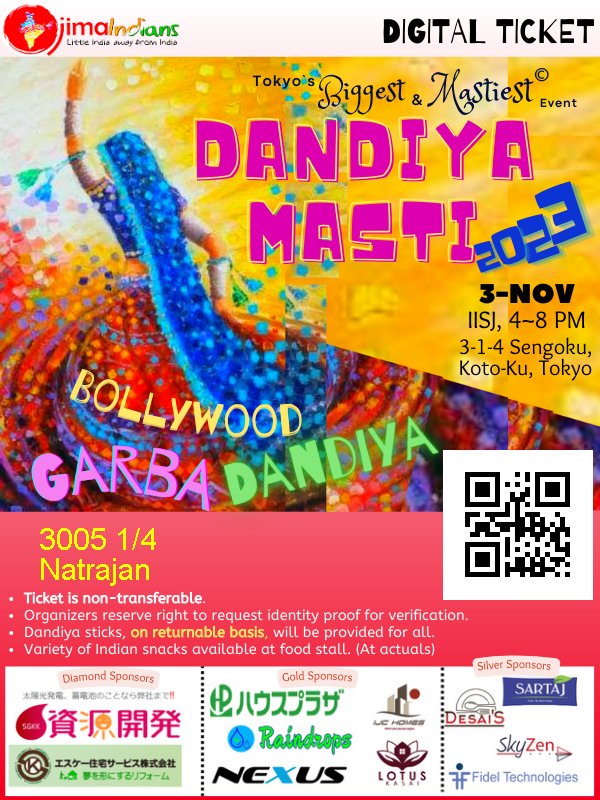 jimaIndians
Little India away from India
DIGITAL TICKET
Tokyo's Biggest & Mastiest© Event
DANDIYA
MASTI
2023
3-NOV
IISJ, 4~8 PM
3-1-4 Sengoku,
Koto-Ku, Tokyo
BOLLYWOOD
GARBA DANDIYA
3005 1/4
Natrajan
• Ticket is non-transferable.
• Organizers reserve right to request identity proof for verification.
• Dandiya sticks, on returnable basis, will be provided for all.
• Variety of Indian snacks available at food stall. (At actuals)
Diamond Sponsors
太陽光発電、蓄電池のことなら弊社まで!!
SGKK
資源開発
エスケー住宅サービス株式会社
夢を形にするリフォーム
Gold Sponsors
ハウスプラザ
Raindrops
NEXUS
IJC HOMES
LOTUS
KASAI
Silver Sponsors
SARTAJ
DESAI'S
SkyZen
Fidel Technologies